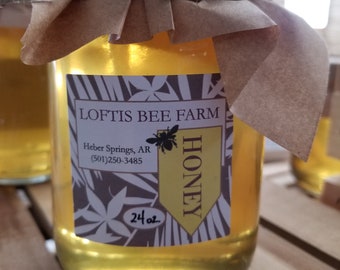 LOFTIS BEE FARM
Heber Springs, AR
(501)250-3485
HONEY
24 oz